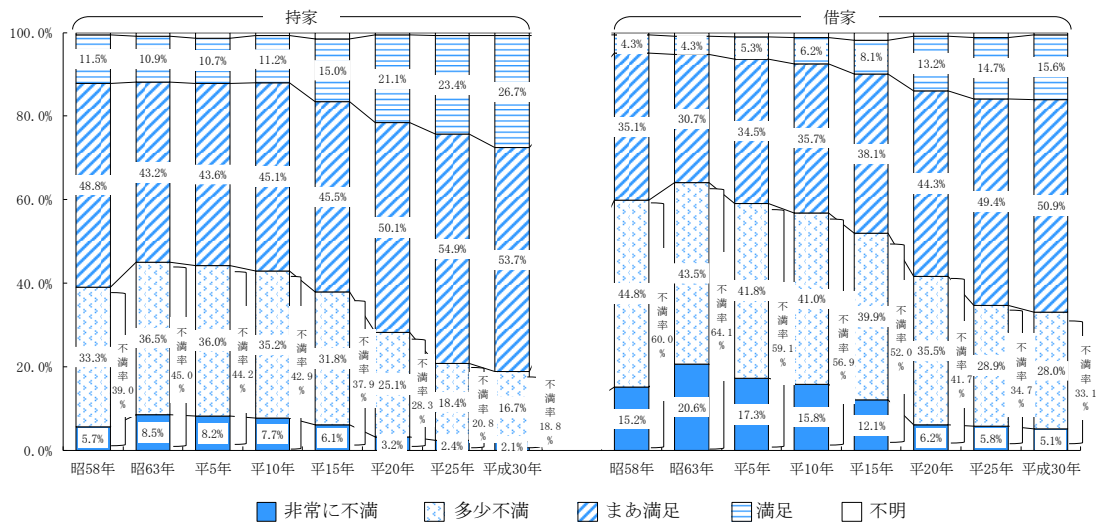 持家
借家
100.0%
80.0%
60.0%
40.0%
20.0%
0.0%
11.5%
10.9%
10.7%
11.2%
15.0%
21.1%
23.4%
26.7%
48.8%
43.2%
43.6%
45.1%
45.5%
50.1%
54.9%
53.7%
33.3%
36.5%
36.0%
35.2%
31.8%
25.1%
18.4%
16.7%
5.7%
8.5%
8.2%
7.7%
6.1%
3.2%
2.4%
2.1%
不満率39.0%
不満率45.0%
不満率44.2%
不満率42.9%
不満率37.9%
不満率28.3%
不満率20.8%
不満率18.8%
昭58年
昭63年
平5年
平10年
平15年
平20年
平25年
平成30年
4.3%
4.3%
5.3%
6.2%
8.1%
13.2%
14.7%
15.6%
35.1%
30.7%
34.5%
35.7%
38.1%
44.3%
49.4%
50.9%
44.8%
43.5%
41.8%
41.0%
39.9%
35.5%
28.9%
28.0%
15.2%
20.6%
17.3%
15.8%
12.1%
6.2%
5.8%
5.1%
不満率60.0%
不満率64.1%
不満率59.1%
不満率56.9%
不満率52.0%
不満率41.7%
不満率34.7%
不満率33.1%
昭58年
昭63年
平5年
平10年
平15年
平20年
平25年
平成30年
非常に不満
多少不満
まあ満足
満足
不明